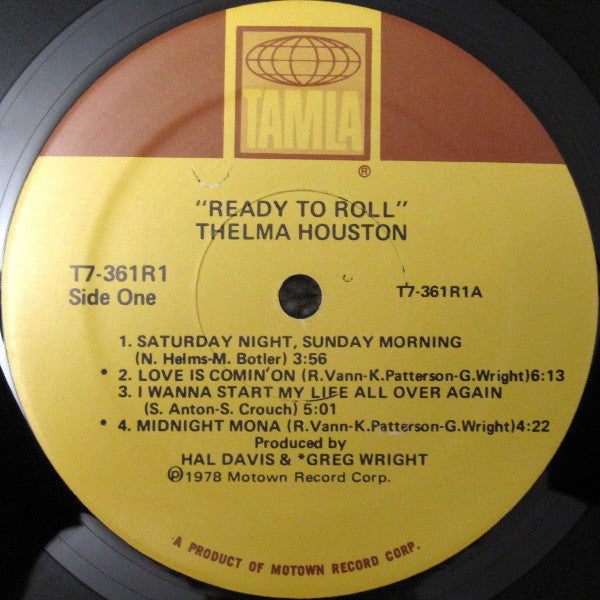 TAMLA
®
"READY TO ROLL"
THELMA HOUSTON
T7-361R1
Side One
T7-361R1A
1. SATURDAY NIGHT, SUNDAY MORNING
(N. Helms-M. Botler) 3:56
* 2. LOVE IS COMIN'ON (R.Vann-K.Patterson-G.Wright)6:13
3. I WANNA START MY LIFE ALL OVER AGAIN
(S. Anton-S. Crouch) 5:01
* 4. MIDNIGHT MONA (R.Vann-K.Patterson-G.Wright)4:22
Produced by
HAL DAVIS & *GREG WRIGHT
℗1978 Motown Record Corp.
A PRODUCT OF MOTOWN RECORD CORP.